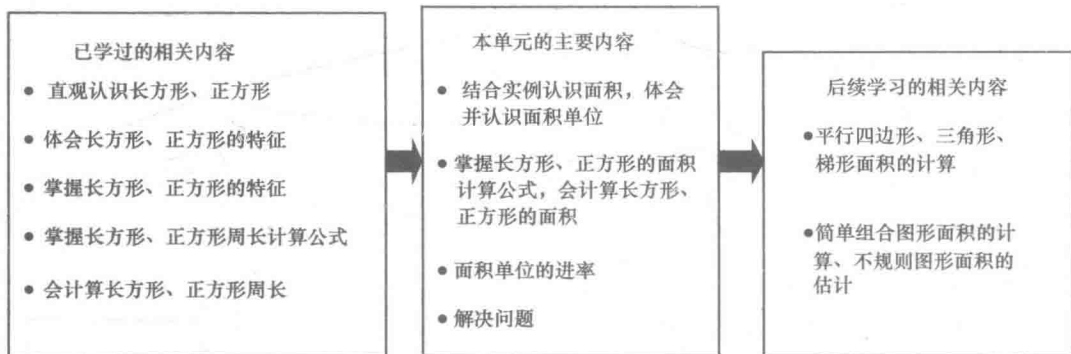 已学过的相关内容
● 直观认识长方形、正方形
● 体会长方形、正方形的特征
● 掌握长方形、正方形的特征
● 掌握长方形、正方形周长计算公式
● 会计算长方形、正方形周长
本单元的主要内容
● 结合实例认识面积，体会
并认识面积单位
● 掌握长方形、正方形的面积
计算公式，会计算长方形、
正方形的面积
● 面积单位的进率
● 解决问题
后续学习的相关内容
●平行四边形、三角形、
梯形面积的计算
●简单组合图形面积的计
算、不规则图形面积的
估计